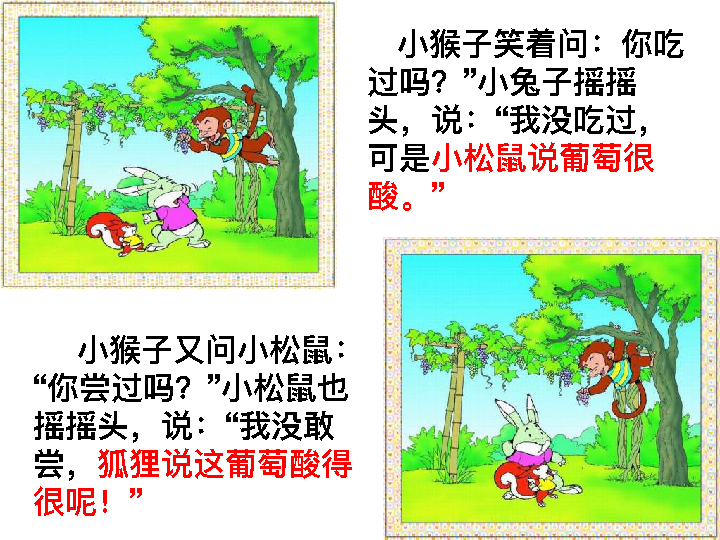 小猴子笑着问：你吃
过吗？”小兔子摇摇
头，说：“我没吃过，
可是小松鼠说葡萄很
酸。”
小猴子又问小松鼠：
“你尝过吗？”小松鼠也
摇摇头，说：“我没敢
尝，狐狸说这葡萄酸得
很呢！”